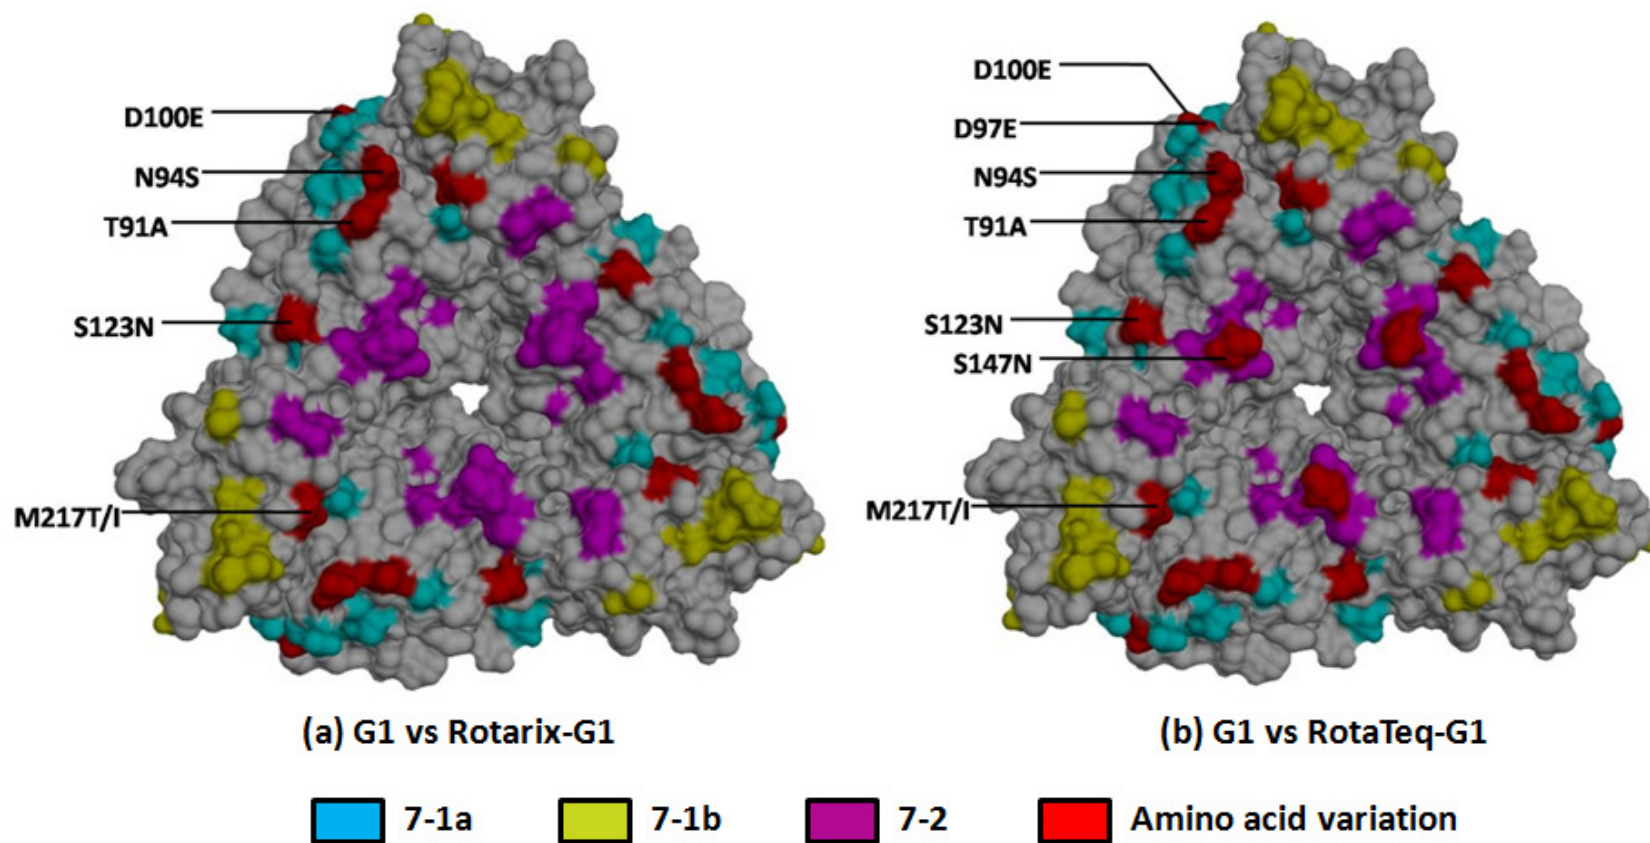 D100E
N94S
T91A
S123N
M217T/I
D100E
D97E
N94S
T91A
S123N
S147N
M217T/I
(a) G1 vs Rotarix-G1
(b) G1 vs RotaTeq-G1
7-1a
7-1b
7-2
Amino acid variation